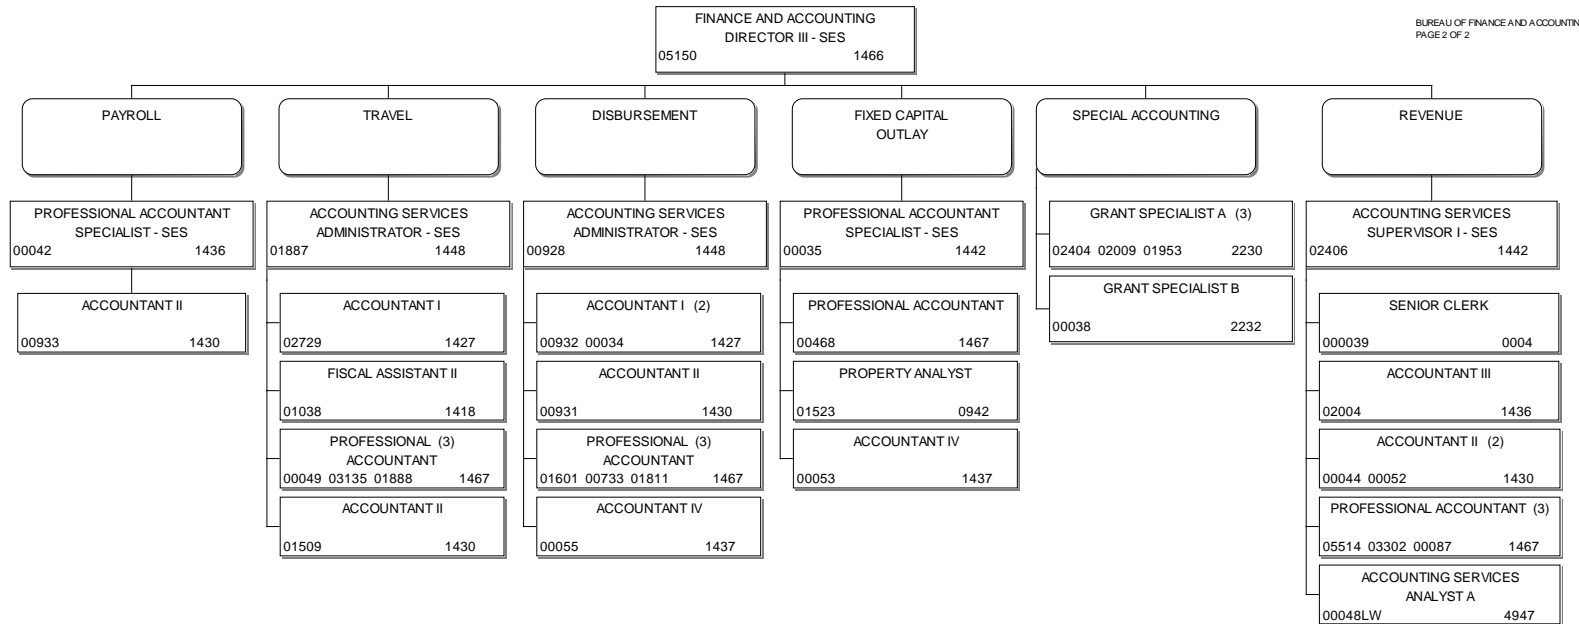 FINANCE AND ACCOUNTING
DIRECTOR III - SES
05150 1466
BUREAU OF FINANCE AND ACCOUNTIN
PAGE 2 OF 2
PAYROLL
TRAVEL
DISBURSEMENT
FIXED CAPITAL
OUTLAY
SPECIAL ACCOUNTING
REVENUE
PROFESSIONAL ACCOUNTANT
SPECIALIST - SES
00042 1436
ACCOUNTANT II
00933 1430
ACCOUNTING SERVICES
ADMINISTRATOR - SES
01887 1448
ACCOUNTANT I
02729 1427
FISCAL ASSISTANT II
01038 1418
PROFESSIONAL (3)
ACCOUNTANT
00049 03135 01888 1467
ACCOUNTANT II
01509 1430
ACCOUNTING SERVICES
ADMINISTRATOR - SES
00928 1448
ACCOUNTANT I (2)
00932 00034 1427
ACCOUNTANT II
00931 1430
PROFESSIONAL (3)
ACCOUNTANT
01601 00733 01811 1467
ACCOUNTANT IV
00055 1437
PROFESSIONAL ACCOUNTANT
SPECIALIST - SES
00035 1442
PROFESSIONAL ACCOUNTANT
00468 1467
PROPERTY ANALYST
01523 0942
ACCOUNTANT IV
00053 1437
GRANT SPECIALIST A (3)
02404 02009 01953 2230
GRANT SPECIALIST B
00038 2232
ACCOUNTING SERVICES
SUPERVISOR I - SES
02406 1442
SENIOR CLERK
000039 0004
ACCOUNTANT III
02004 1436
ACCOUNTANT II (2)
00044 00052 1430
PROFESSIONAL ACCOUNTANT (3)
05514 03302 00087 1467
ACCOUNTING SERVICES
ANALYST A
00048LW 4947